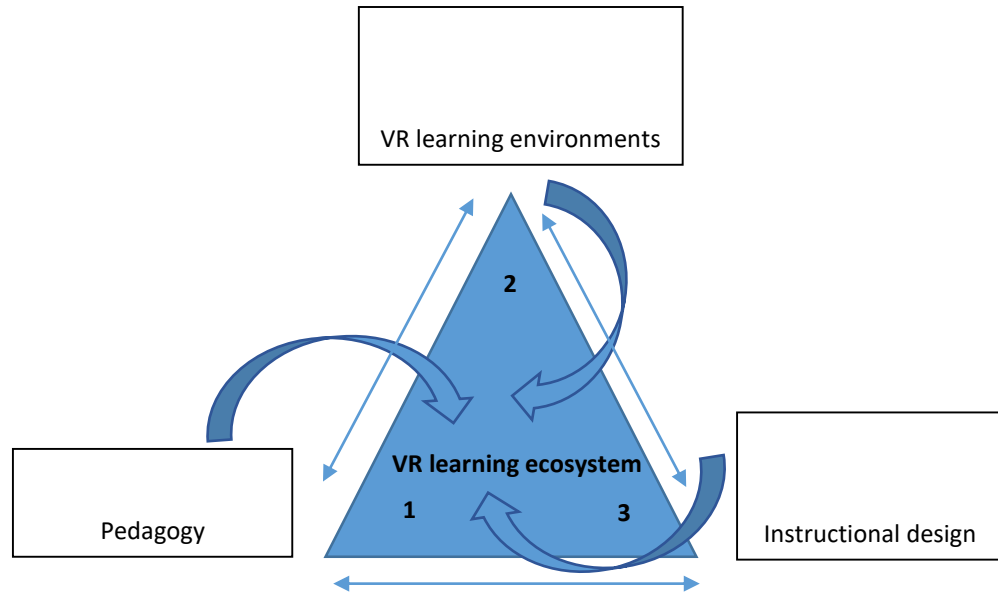 VR learning environments
2
VR learning ecosystem
1
3
Pedagogy
Instructional design